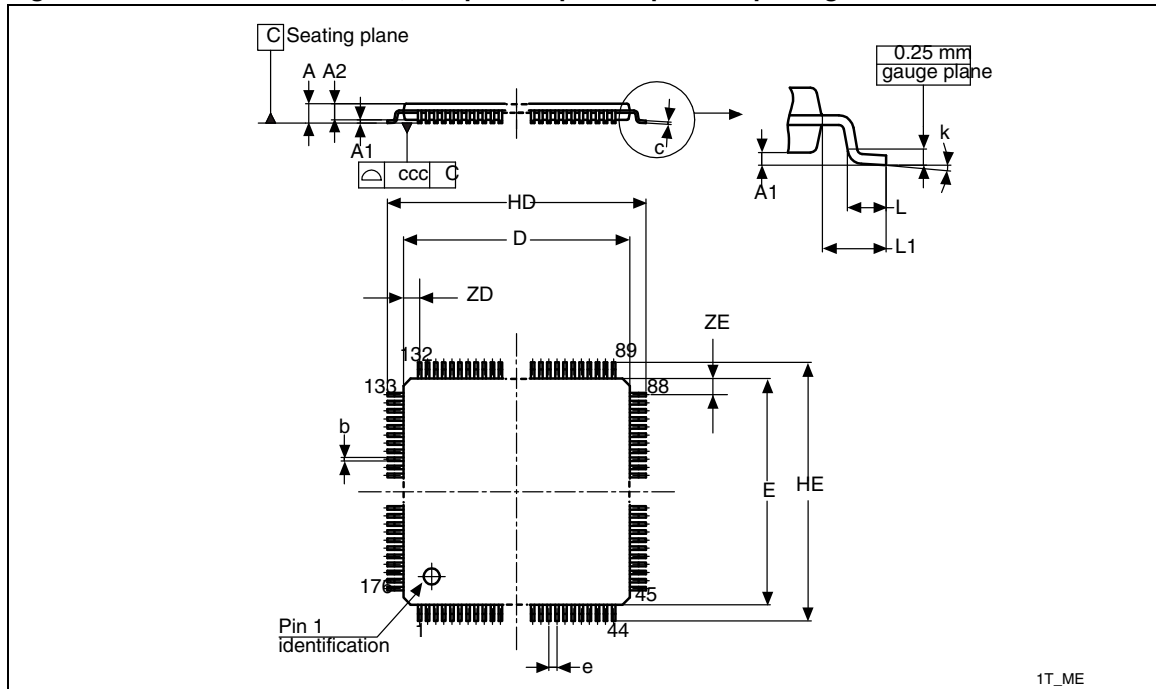 C Seating plane
0.25 mm
gauge plane
A A2
k
A1
c
A1
ccc C
L
HD
L1
D
ZD
ZE
132
89
133
88
b
E
HE
176
45
Pin 1
identification
1
44
e
1T_ME